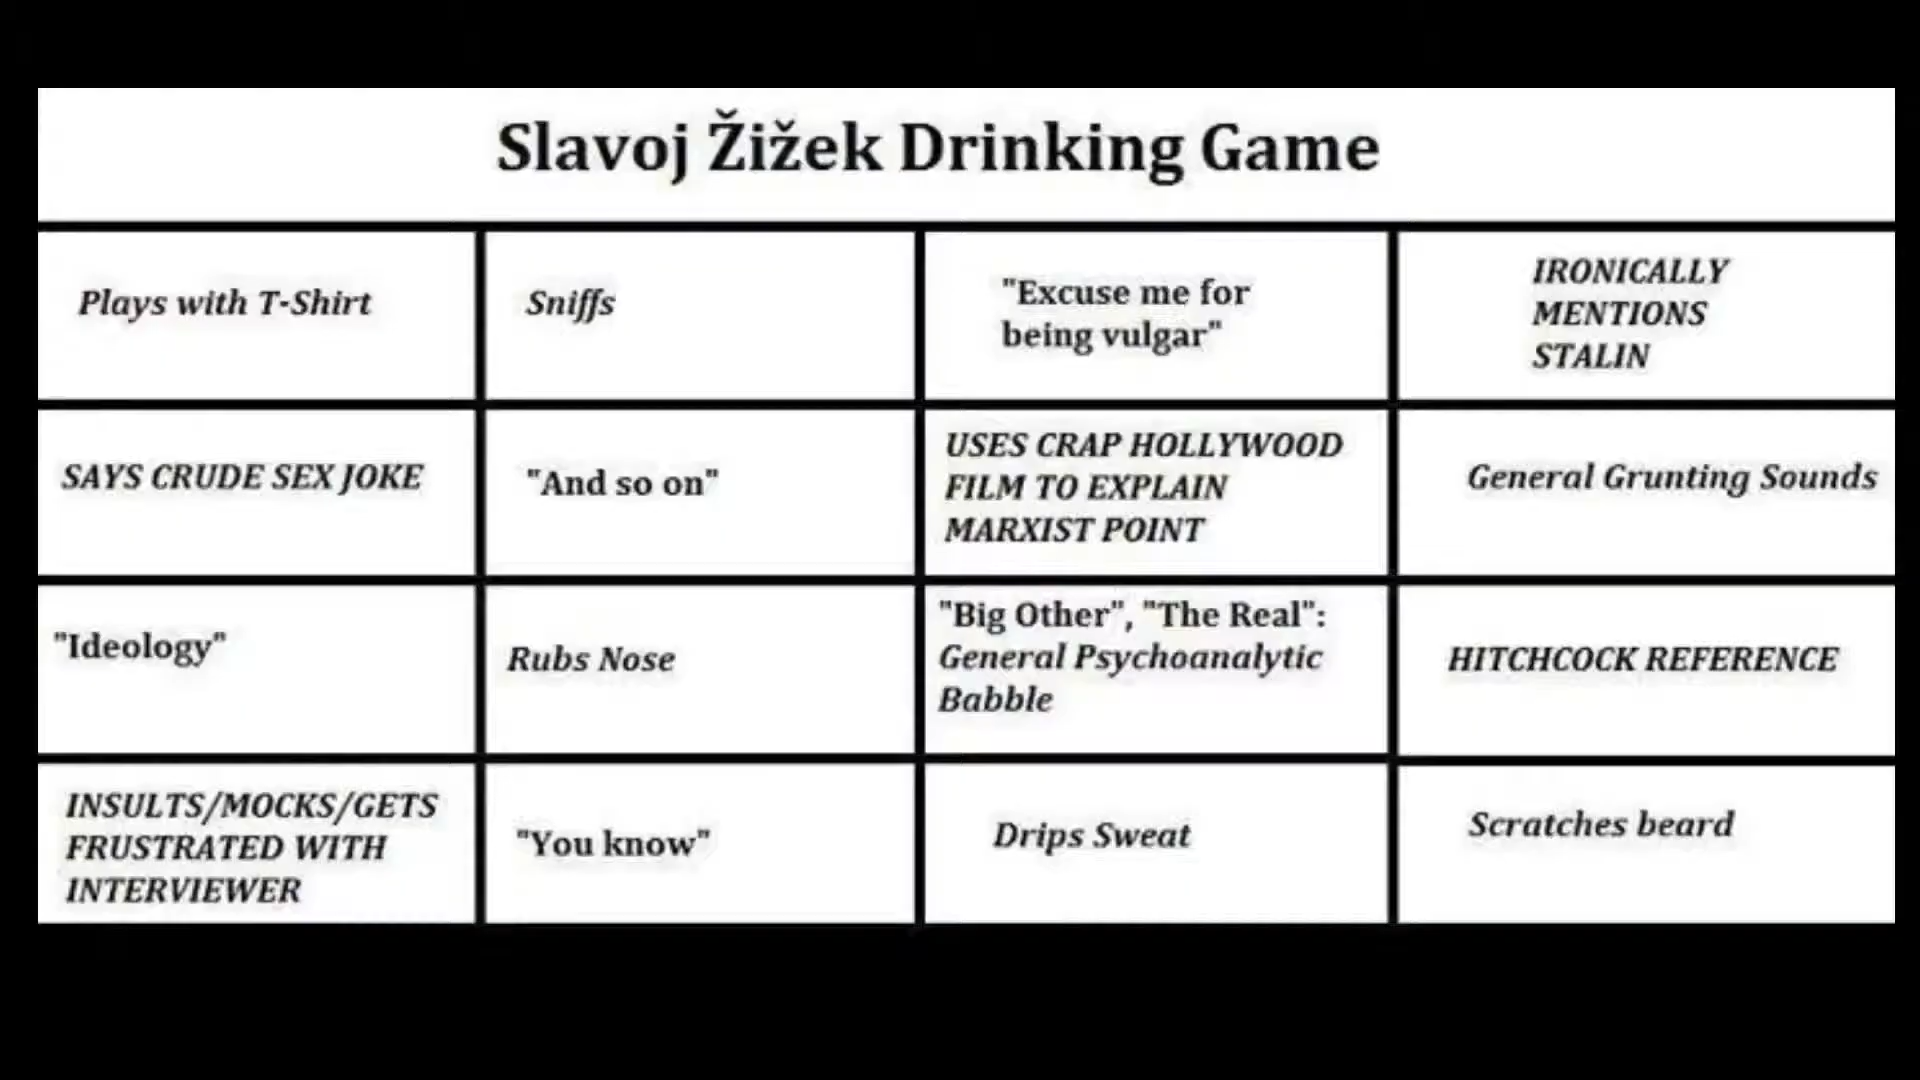 Slavoj Žižek Drinking Game
Plays with T-Shirt
Sniffs
"Excuse me for
being vulgar"
IRONICALLY
MENTIONS
STALIN
SAYS CRUDE SEX JOKE
"And so on"
USES CRAP HOLLYWOOD
FILM TO EXPLAIN
MARXIST POINT
General Grunting Sounds
"Ideology"
Rubs Nose
"Big Other", "The Real":
General Psychoanalytic
Babble
HITCHCOCK REFERENCE
INSULTS/MOCKS/GETS
FRUSTRATED WITH
INTERVIEWER
"You know"
Drips Sweat
Scratches beard